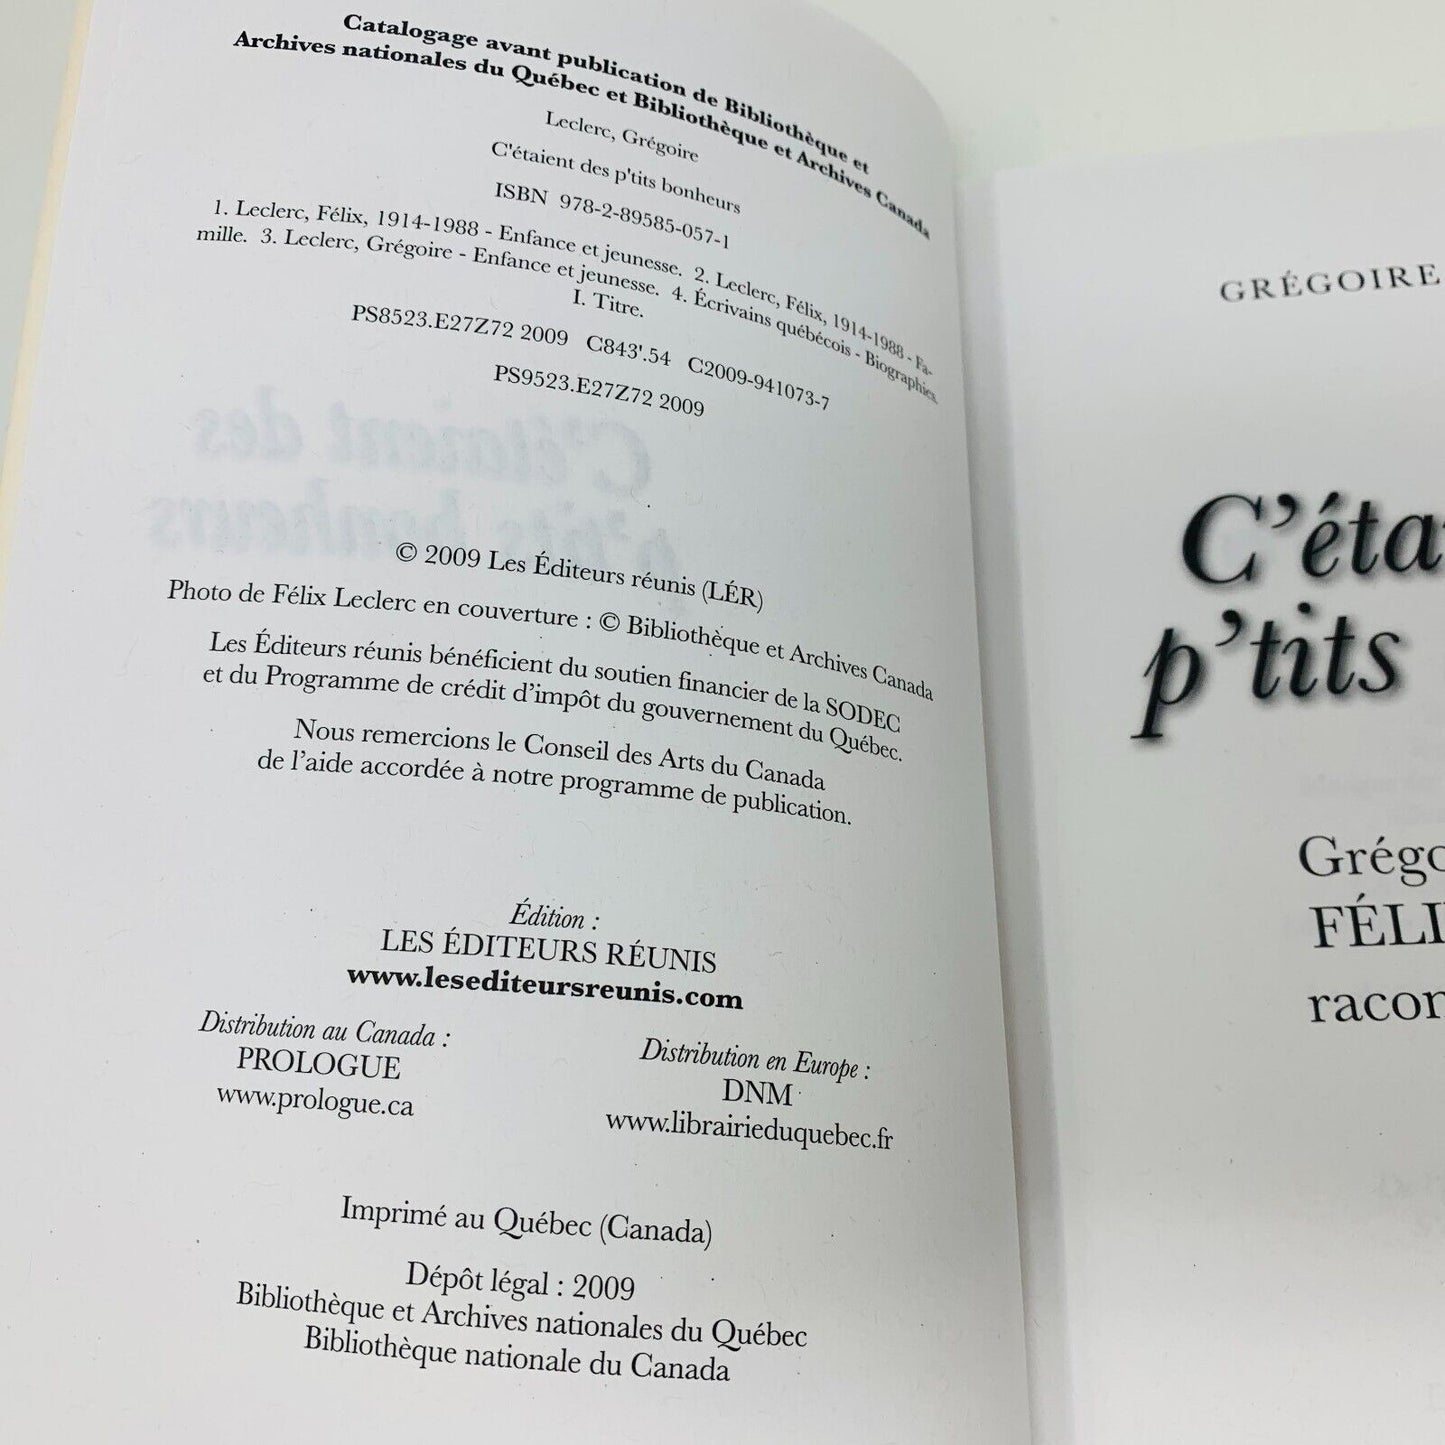 Catalogage avant publication de Bibliothèque et
Archives nationales du Québec et Bibliothèque et Archives Canada
Leclerc, Grégoire
C'étaient des p'tits bonheurs
ISBN 978-2-89585-057-1
1. Leclerc, Félix, 1914-1988 - Enfance et jeunesse. 2. Leclerc, Félix, 1914-1988 - Fa-
mille. 3. Leclerc, Grégoire - Enfance et jeunesse. 4. Écrivains québécois - Biographies.
I. Titre.
PS8523.E27Z72 2009 C843'.54 C2009-941073-7
PS9523.E27Z72 2009
© 2009 Les Éditeurs réunis (LÉR)
Photo de Félix Leclerc en couverture : © Bibliothèque et Archives Canada
Les Éditeurs réunis bénéficient du soutien financier de la SODEC
et du Programme de crédit d’impôt du gouvernement du Québec.
Nous remercions le Conseil des Arts du Canada
de l’aide accordée à notre programme de publication.
Édition :
LES ÉDITEURS RÉUNIS
www.lesediteursreunis.com
Distribution au Canada :
PROLOGUE
www.prologue.ca
Distribution en Europe :
DNM
www.librairieduquebec.fr
Imprimé au Québec (Canada)
Dépôt légal : 2009
Bibliothèque et Archives nationales du Québec
Bibliothèque nationale du Canada
GRÉGOIRE
C’éta
p’tits
Grégo
FÉLI
racon